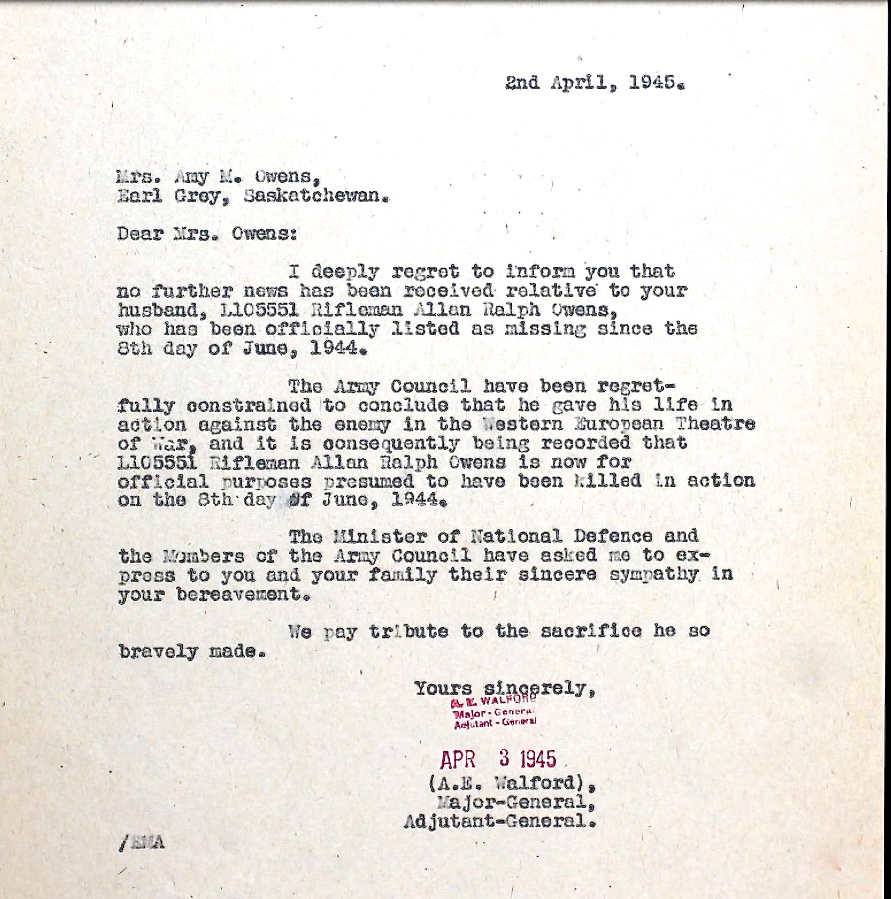 2nd April, 1945.
Mrs. Amy M. Owens,
Earl Grey, Saskatchewan.
Dear Mrs. Owens:
I deeply regret to inform you that
no further news has been received relative to your
husband, L105551 Rifleman Allan Ralph Owens,
who has been officially listed as missing since the
8th day of June, 1944.
The Army Council have been regret-
fully constrained to conclude that he gave his life in
action against the enemy in the Western European Theatre
of War, and it is consequently being recorded that
L105551 Rifleman Allan Ralph Owens is now for
official purposes presumed to have been killed in action
on the 8th day of June, 1944.
The Minister of National Defence and
the Members of the Army Council have asked me to ex-
press to you and your family their sincere sympathy in
your bereavement.
We pay tribute to the sacrifice he so
bravely made.
Yours sincerely,
A. E. WALFORD
Major-General
Adjutant-General
APR 3 1945
(A.E. Walford),
Major-General,
Adjutant-General.
/EMA